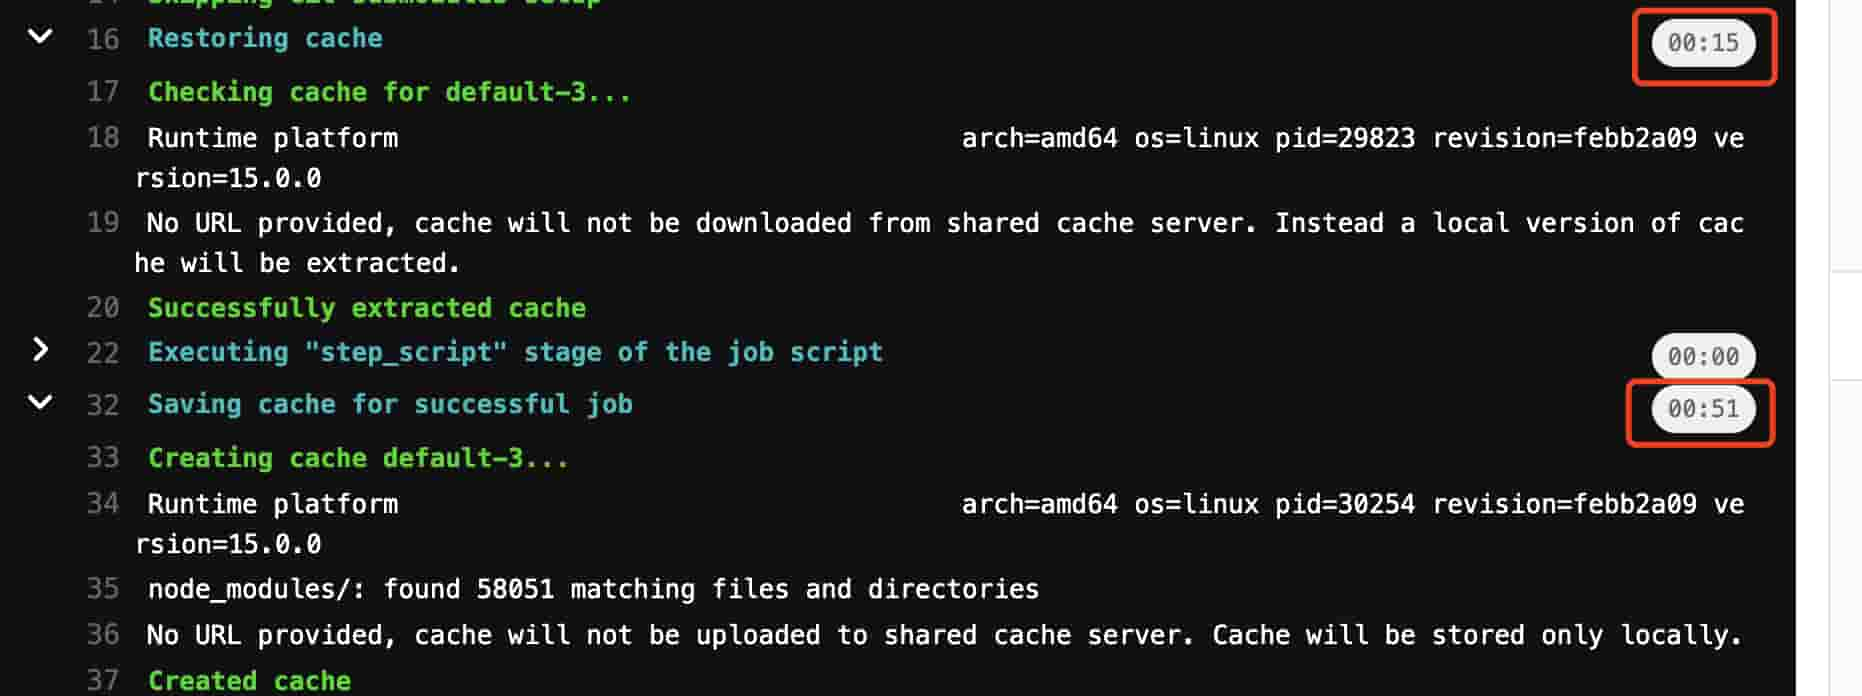 16 Restoring cache 00:15
17 Checking cache for default-3...
18 Runtime platform arch=amd64 os=linux pid=29823 revision=febb2a09 ve
rsion=15.0.0
19 No URL provided, cache will not be downloaded from shared cache server. Instead a local version of cac
he will be extracted.
20 Successfully extracted cache
22 Executing "step_script" stage of the job script 00:00
32 Saving cache for successful job 00:51
33 Creating cache default-3...
34 Runtime platform arch=amd64 os=linux pid=30254 revision=febb2a09 ve
rsion=15.0.0
35 node_modules/: found 58051 matching files and directories
36 No URL provided, cache will not be uploaded to shared cache server. Cache will be stored only locally.
37 Created cache